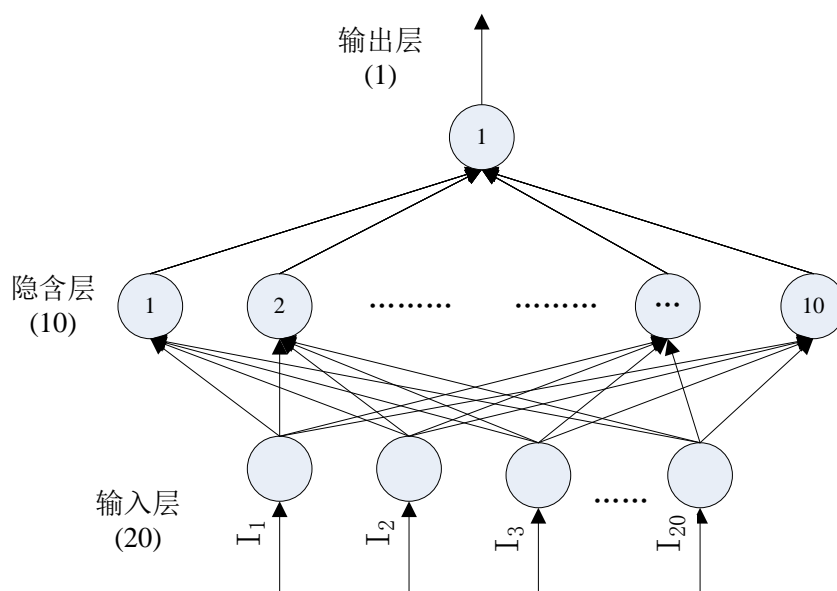 输出层
(1)
1
隐含层
(10)
1
2
………
………
...
10
输入层
(20)
……
I1
I2
I3
I20